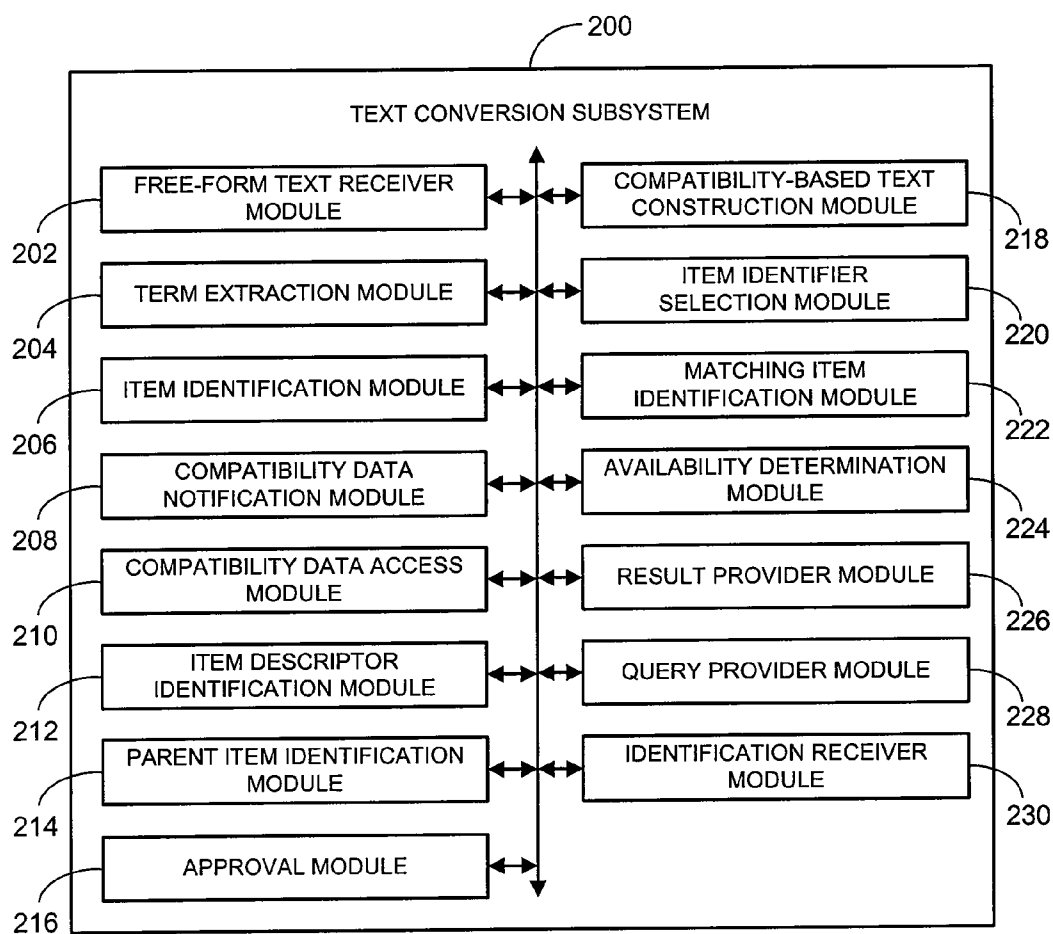 200
TEXT CONVERSION SUBSYSTEM
FREE-FORM TEXT RECEIVER
MODULE
202
TERM EXTRACTION MODULE
204
ITEM IDENTIFICATION MODULE
206
COMPATIBILITY DATA
NOTIFICATION MODULE
208
COMPATIBILITY DATA ACCESS
MODULE
210
ITEM DESCRIPTOR
IDENTIFICATION MODULE
212
PARENT ITEM IDENTIFICATION
MODULE
214
APPROVAL MODULE
216
COMPATIBILITY-BASED TEXT
CONSTRUCTION MODULE
218
ITEM IDENTIFIER
SELECTION MODULE
220
MATCHING ITEM
IDENTIFICATION MODULE
222
AVAILABILITY DETERMINATION
MODULE
224
RESULT PROVIDER MODULE
226
QUERY PROVIDER MODULE
228
IDENTIFICATION RECEIVER
MODULE
230